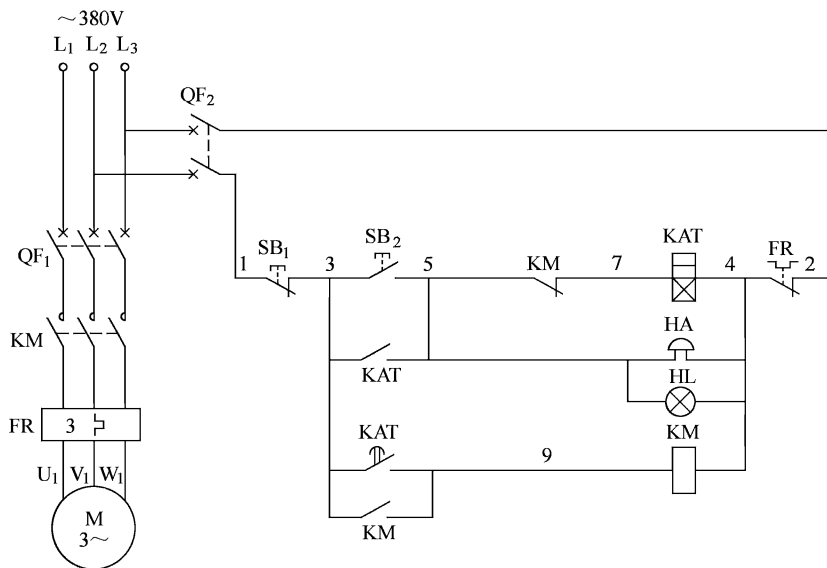 ～380V
L1 L2 L3
QF2
QF1
1 SB1 3 SB2 5 KM 7 KAT 4 FR 2
KM
KAT
HA
HL
FR 3
KAT
9
KM
U1 V1 W1
KM
M
3～